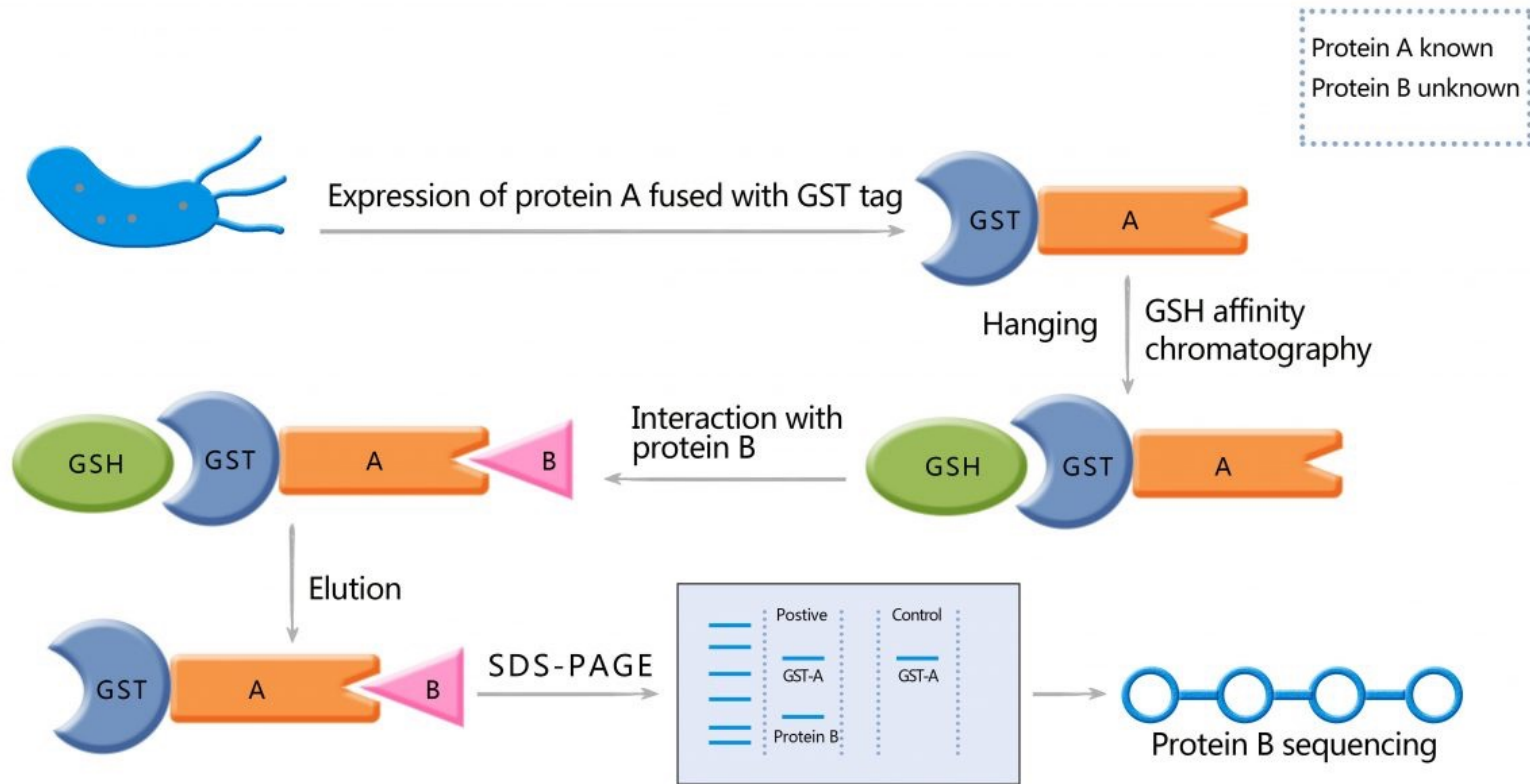 Protein A known
Protein B unknown
Expression of protein A fused with GST tag
GST
A
Hanging
GSH affinity
chromatography
GSH
GST
A
B
Interaction with
protein B
GSH
GST
A
Elution
GST
A
B
SDS-PAGE
Postive
Control
GST-A
GST-A
Protein B
Protein B sequencing